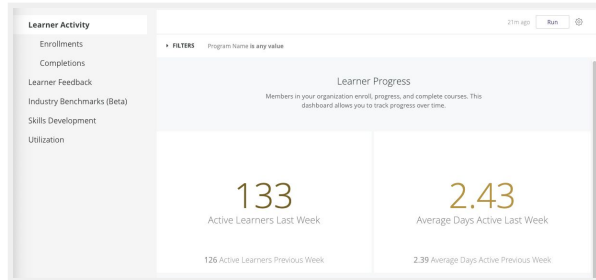 Learner Activity
Enrollments
Completions
Learner Feedback
Industry Benchmarks (Beta)
Skills Development
Utilization
21m ago Run
FILTERS Program Name is any value
Learner Progress
Members in your organization enroll, progress, and complete courses. This
dashboard allows you to track progress over time.
133
Active Learners Last Week
126 Active Learners Previous Week
2.43
Average Days Active Last Week
2.39 Average Days Active Previous Week